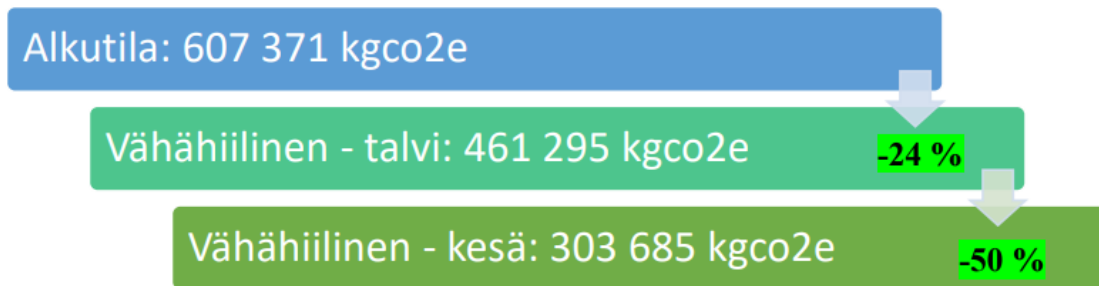 Alkutila: 607 371 kgco2e
Vähähiilinen - talvi: 461 295 kgco2e
-24 %
Vähähiilinen - kesä: 303 685 kgco2e
-50 %